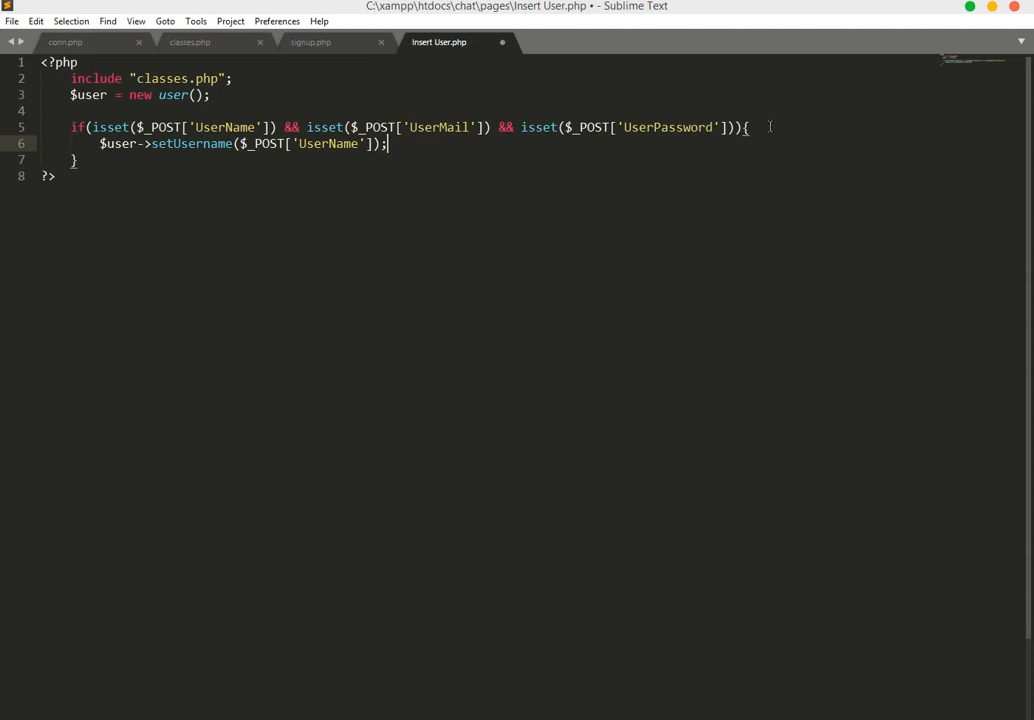 C:\xampp\htdocs\chat\pages\Insert User.php • - Sublime Text
File Edit Selection Find View Goto Tools Project Preferences Help
conn.php × classes.php × signup.php × Insert User.php
1 <?php
2     include "classes.php";
3     $user = new user();
4
5     if(isset($_POST['UserName']) && isset($_POST['UserMail']) && isset($_POST['UserPassword'])){
6         $user->setUsername($_POST['UserName']);
7     }
8 ?>